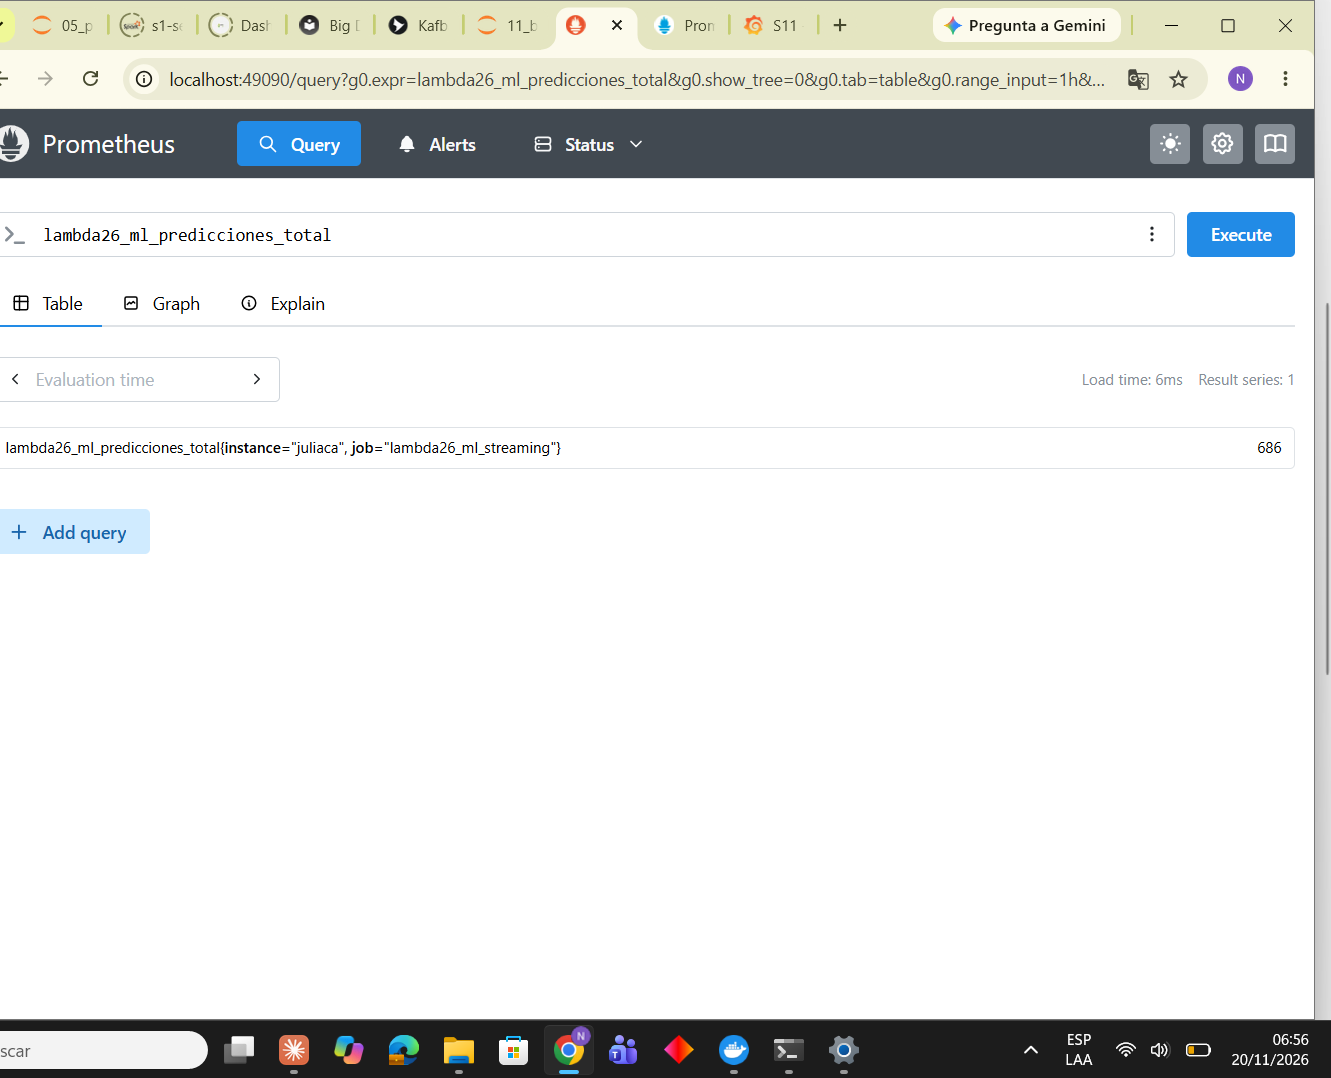 05_p
s1-se
Dash
Big D
Kafb
11_b
Pron
S11
Pregunta a Gemini
localhost:49090/query?g0.expr=lambda26_ml_predicciones_total&g0.show_tree=0&g0.tab=table&g0.range_input=1h&...
N
Prometheus
Query
Alerts
Status
>_ lambda26_ml_predicciones_total
Execute
Table
Graph
Explain
Evaluation time
Load time: 6ms Result series: 1
lambda26_ml_predicciones_total{instance="juliaca", job="lambda26_ml_streaming"} 686
+ Add query
scar
N
T
ESP
LAA
06:56
20/11/2026